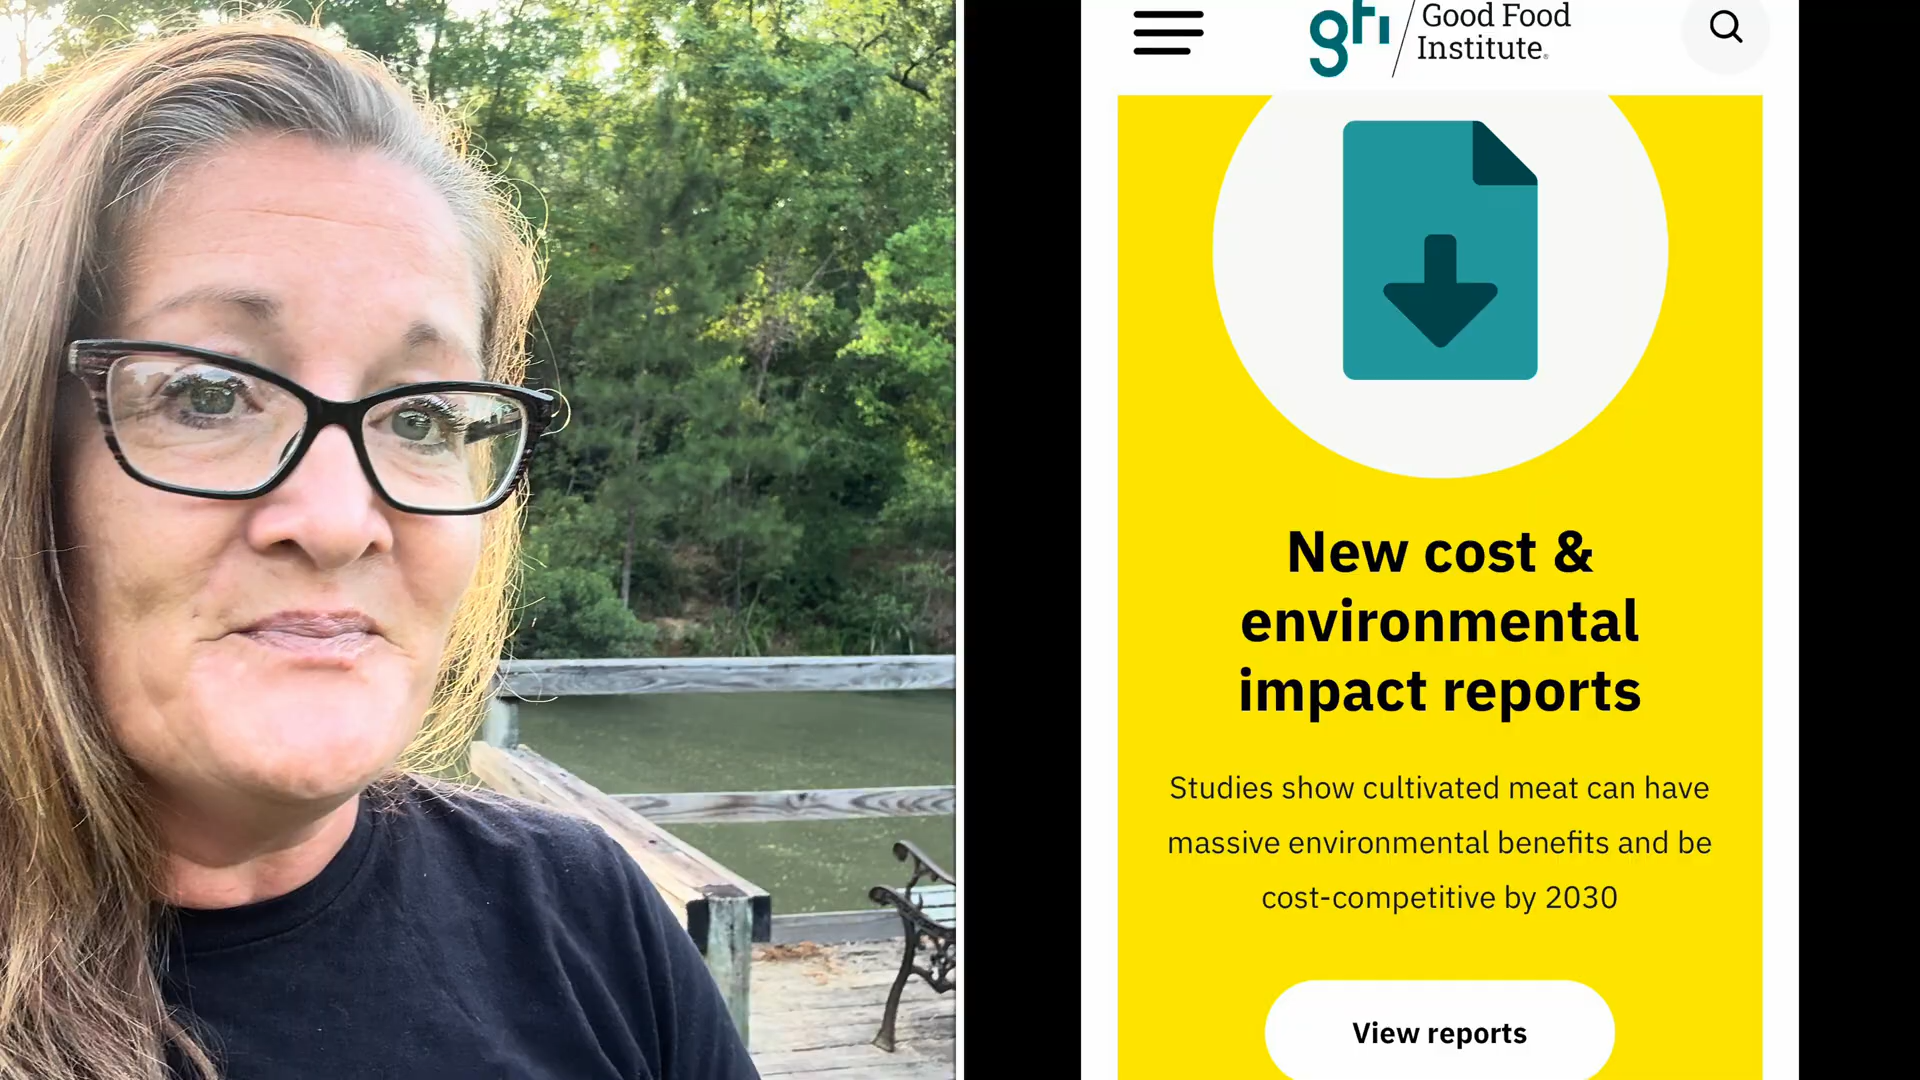 gfi
Good Food
Institute®
New cost &
environmental
impact reports
Studies show cultivated meat can have
massive environmental benefits and be
cost-competitive by 2030
View reports